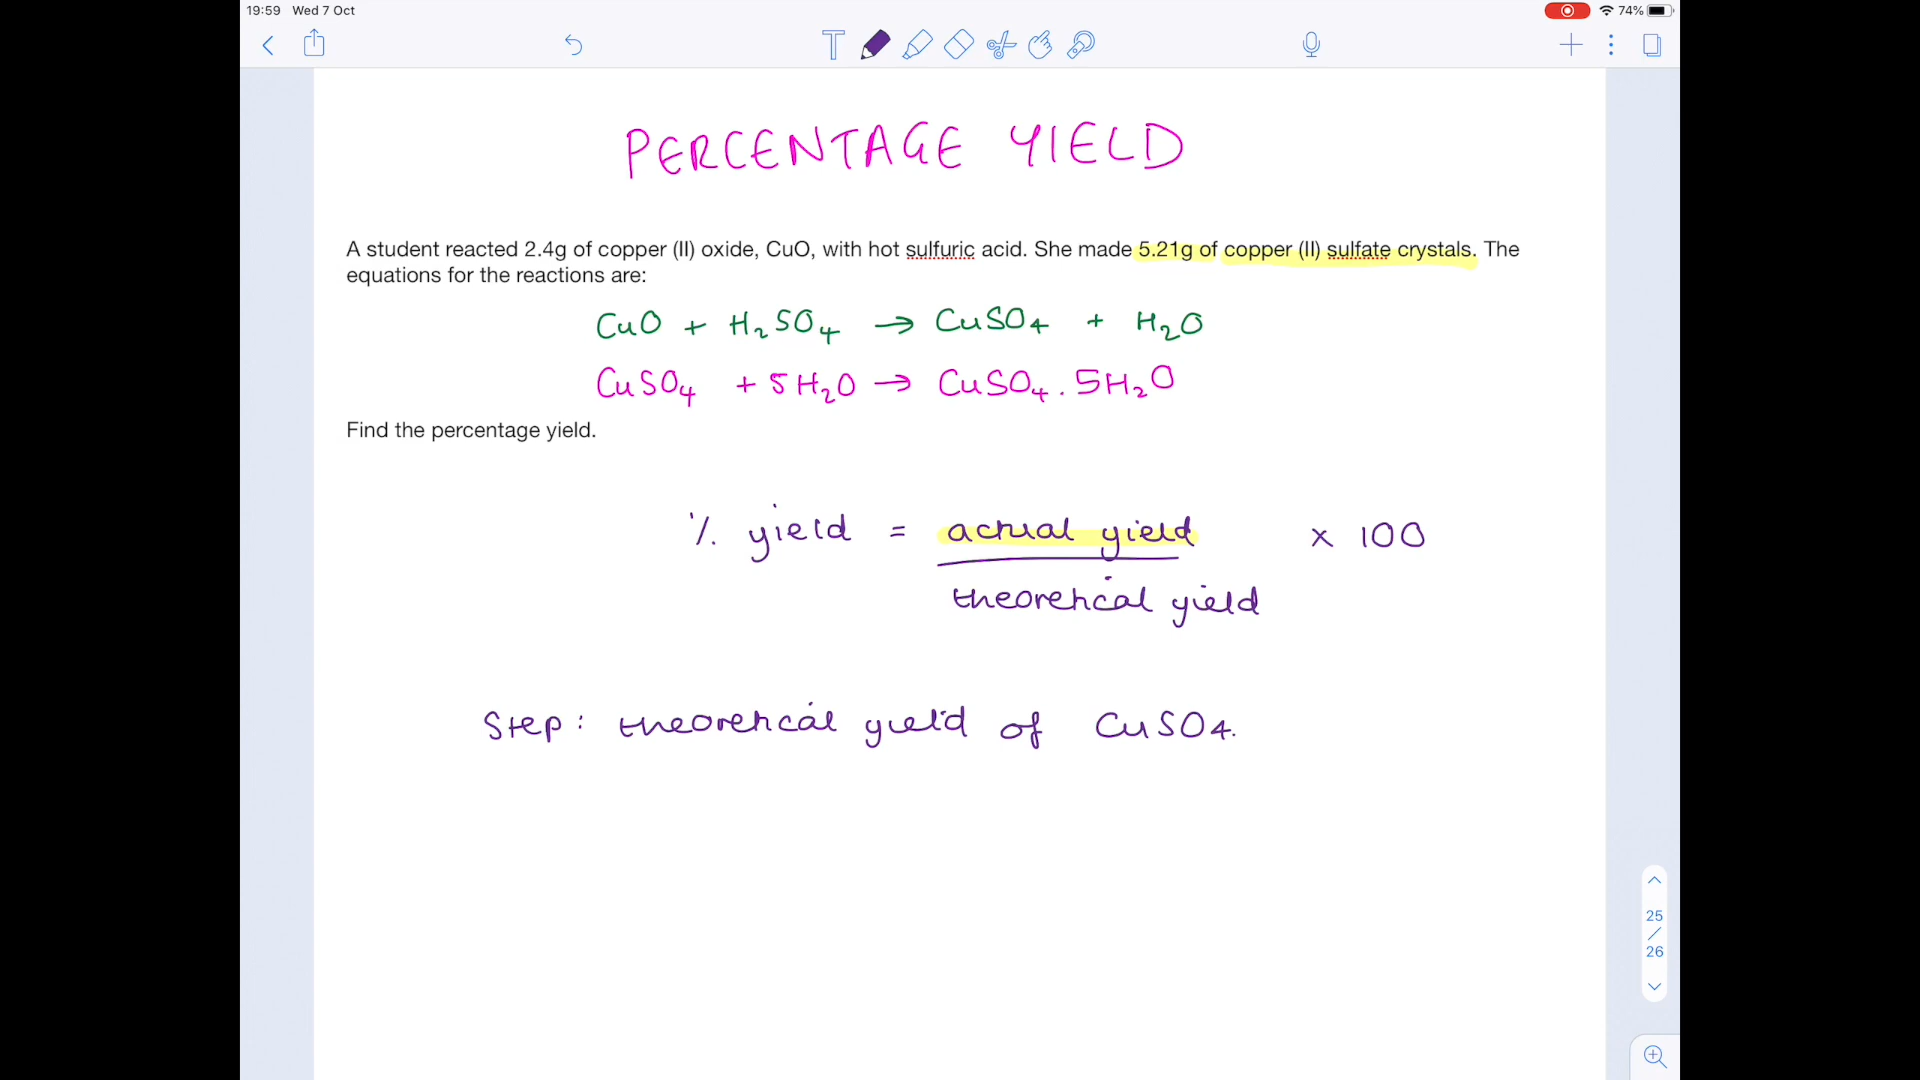 19:59 Wed 7 Oct 74%
T
PERCENTAGE YIELD
A student reacted 2.4g of copper (II) oxide, CuO, with hot sulfuric acid. She made 5.21g of copper (II) sulfate crystals. The
equations for the reactions are:
CuO + H₂SO₄ → CuSO₄ + H₂O
CuSO₄ + 5H₂O → CuSO₄.5H₂O
Find the percentage yield.
% yield = actual yield x 100
theoretical yield
Step: theoretical yield of CuSO₄.
25
/
26